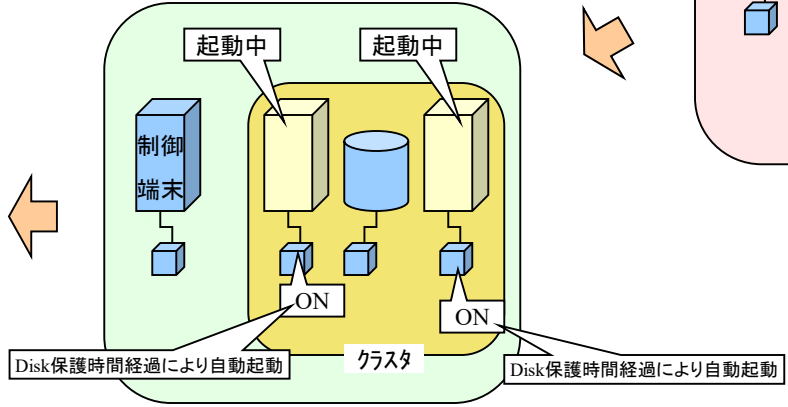 起動中
起動中
制御
端末
ON
ON
Disk保護時間経過により自動起動
クラスタ
Disk保護時間経過により自動起動